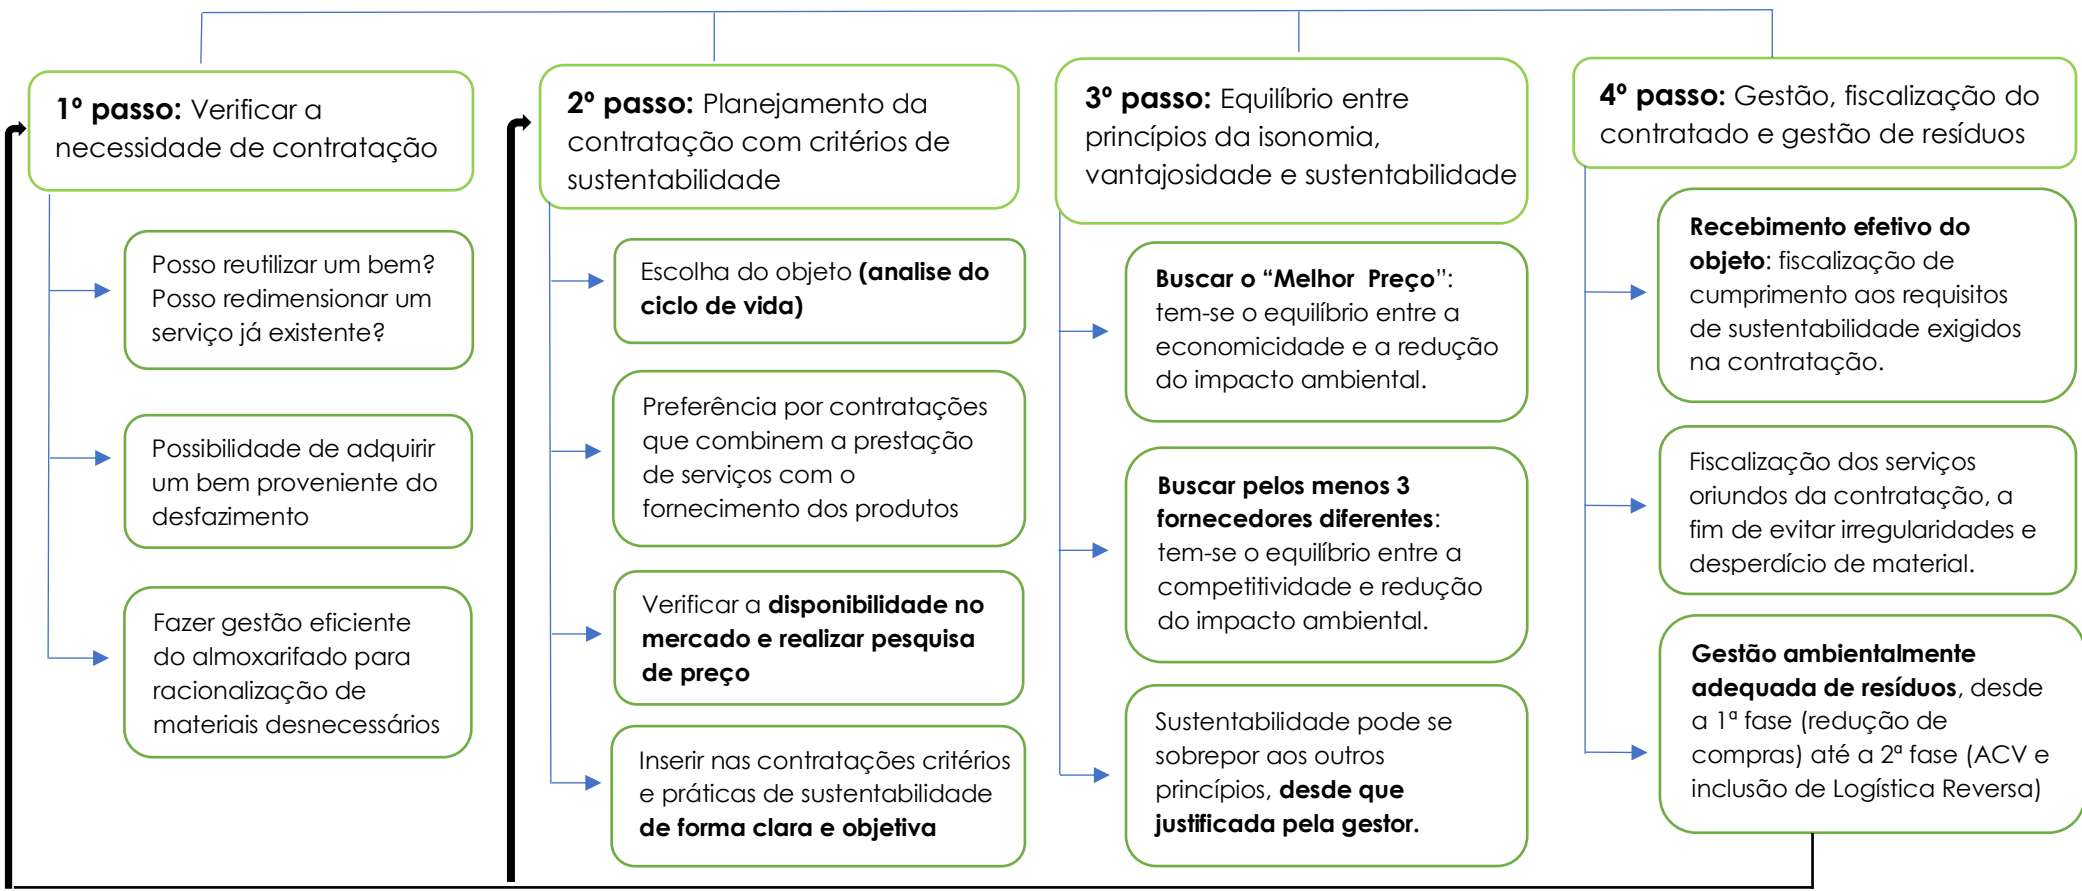 1º passo: Verificar a
necessidade de contratação
Posso reutilizar um bem?
Posso redimensionar um
serviço já existente?
Possibilidade de adquirir
um bem proveniente do
desfazimento
Fazer gestão eficiente
do almoxarifado para
racionalização de
materiais desnecessários
2º passo: Planejamento da
contratação com critérios de
sustentabilidade
Escolha do objeto (analise do
ciclo de vida)
Preferência por contratações
que combinem a prestação
de serviços com o
fornecimento dos produtos
Verificar a disponibilidade no
mercado e realizar pesquisa
de preço
Inserir nas contratações critérios
e práticas de sustentabilidade
de forma clara e objetiva
3º passo: Equilíbrio entre
princípios da isonomia,
vantajosidade e sustentabilidade
Buscar o “Melhor Preço”:
tem-se o equilíbrio entre a
economicidade e a redução
do impacto ambiental.
Buscar pelos menos 3
fornecedores diferentes:
tem-se o equilíbrio entre a
competitividade e redução
do impacto ambiental.
Sustentabilidade pode se
sobrepor aos outros
princípios, desde que
justificada pela gestor.
4º passo: Gestão, fiscalização do
contratado e gestão de resíduos
Recebimento efetivo do
objeto: fiscalização de
cumprimento aos requisitos
de sustentabilidade exigidos
na contratação.
Fiscalização dos serviços
oriundos da contratação, a
fim de evitar irregularidades e
desperdício de material.
Gestão ambientalmente
adequada de resíduos, desde
a 1ª fase (redução de
compras) até a 2ª fase (ACV e
inclusão de Logística Reversa)